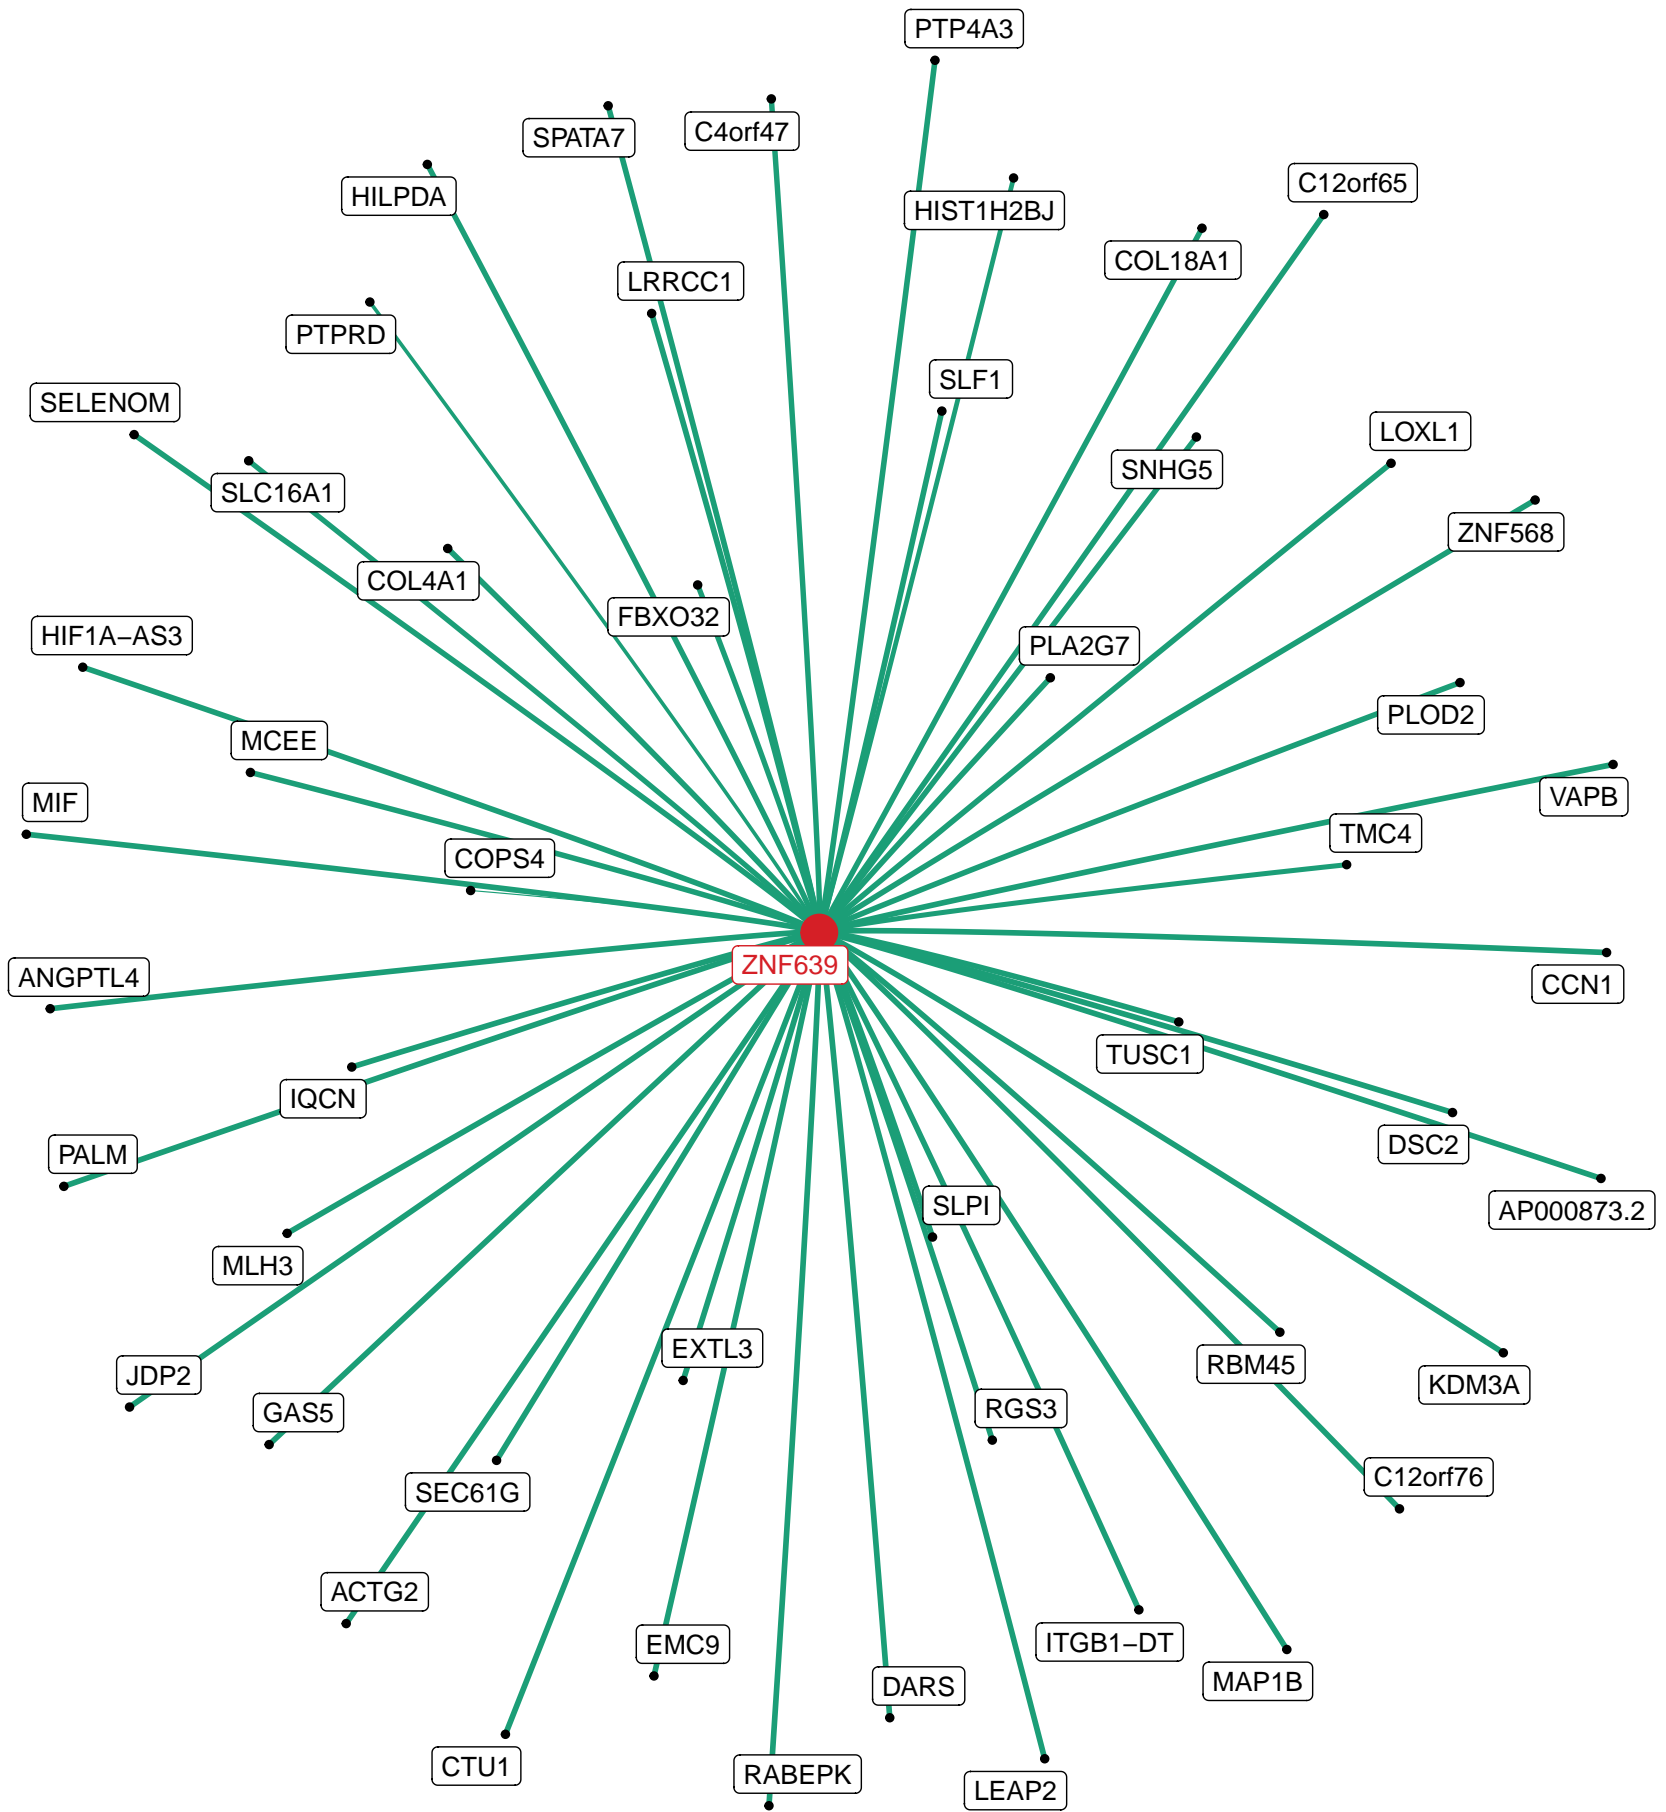 PTP4A3
SPATA7
C4orf47
HILPDA
HIST1H2BJ
C12orf65
COL18A1
LRRCC1
PTPRD
SLF1
SELENOM
LOXL1
SNHG5
SLC16A1
ZNF568
COL4A1
FBXO32
HIF1A−AS3
PLA2G7
PLOD2
MCEE
VAPB
MIF
TMC4
COPS4
ZNF639
ANGPTL4
CCN1
TUSC1
IQCN
DSC2
PALM
SLPI
AP000873.2
MLH3
EXTL3
RBM45
JDP2
KDM3A
GAS5
RGS3
C12orf76
SEC61G
ACTG2
EMC9
ITGB1−DT
DARS
MAP1B
CTU1
RABEPK
LEAP2